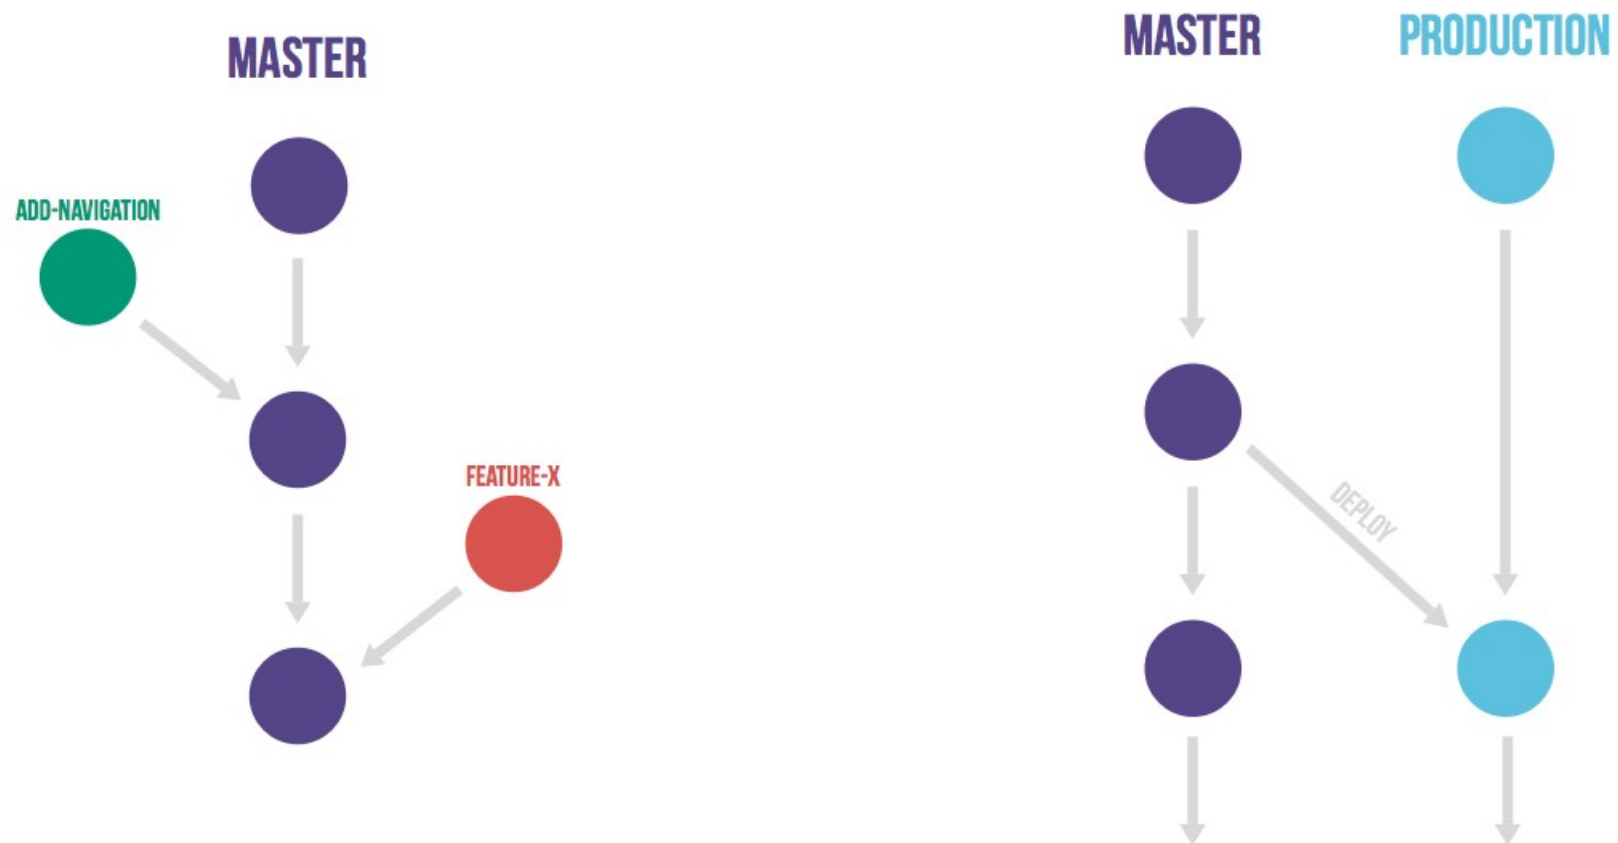 MASTER
ADD-NAVIGATION
FEATURE-X
MASTER
PRODUCTION
DEPLOY